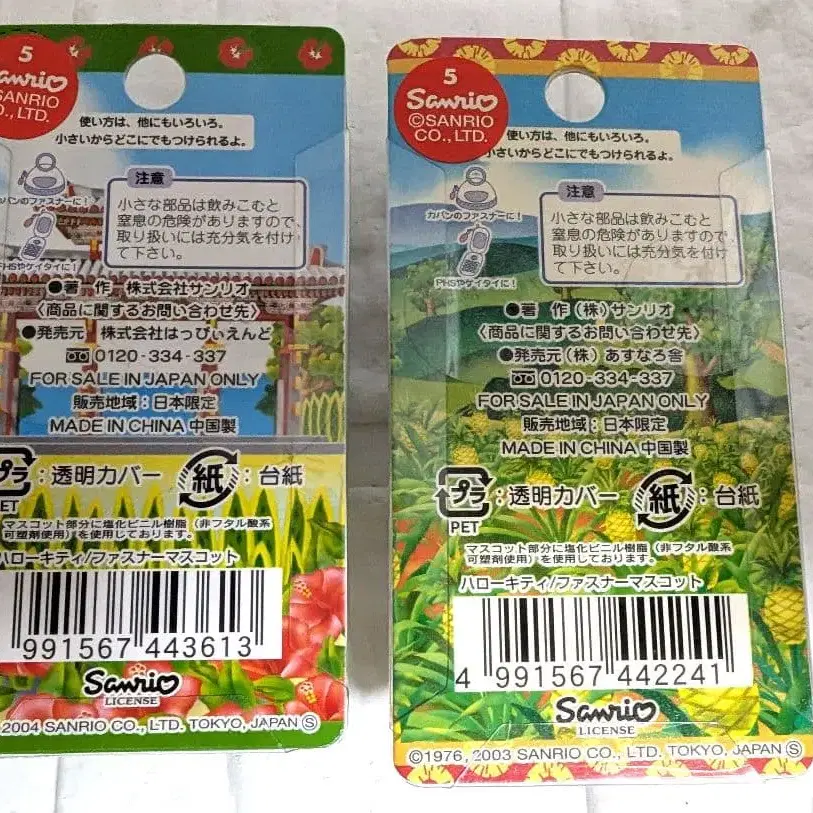 5
Sanrio
SANRIO
CO., LTD.
使い方は、他にもいろいろ。
小さいからどこにでもつけられるよ。
カバンのファスナーに!
注意
小さな部品は飲みこむと
窒息の危険がありますので、
取り扱いには充分気を付け
て下さい。
PHSやケイタイに!
●著 作 株式会社サンリオ
〈商品に関するお問い合わせ先〉
●発売元 株式会社はっぴぃえんど
0120-334-337
FOR SALE IN JAPAN ONLY
販売地域:日本限定
MADE IN CHINA 中国製
プラ:透明カバー 紙:台紙
PET
マスコット部分に塩化ビニル樹脂(非フタル酸系
可塑剤使用)を使用しております。
ハローキティ/ファスナーマスコット
991567 443613
Sanrio
LICENSE
2004 SANRIO CO., LTD. TOKYO, JAPAN Ⓢ
5
Sanrio
©SANRIO
CO., LTD.
使い方は、他にもいろいろ。
小さいからどこにでもつけられるよ。
カバンのファスナーに!
注意
小さな部品は飲みこむと
窒息の危険がありますので、
取り扱いには充分気を付け
て下さい。
PHSやケイタイに!
●著 作(株)サンリオ
〈商品に関するお問い合わせ先〉
●発売元(株)あすなろ舎
0120-334-337
FOR SALE IN JAPAN ONLY
販売地域:日本限定
MADE IN CHINA 中国製
プラ:透明カバー 紙:台紙
PET
マスコット部分に塩化ビニル樹脂(非フタル酸系
可塑剤使用)を使用しております。
ハローキティ/ファスナーマスコット
4 991567 442241
Sanrio
LICENSE
©1976, 2003 SANRIO CO., LTD. TOKYO, JAPAN Ⓢ